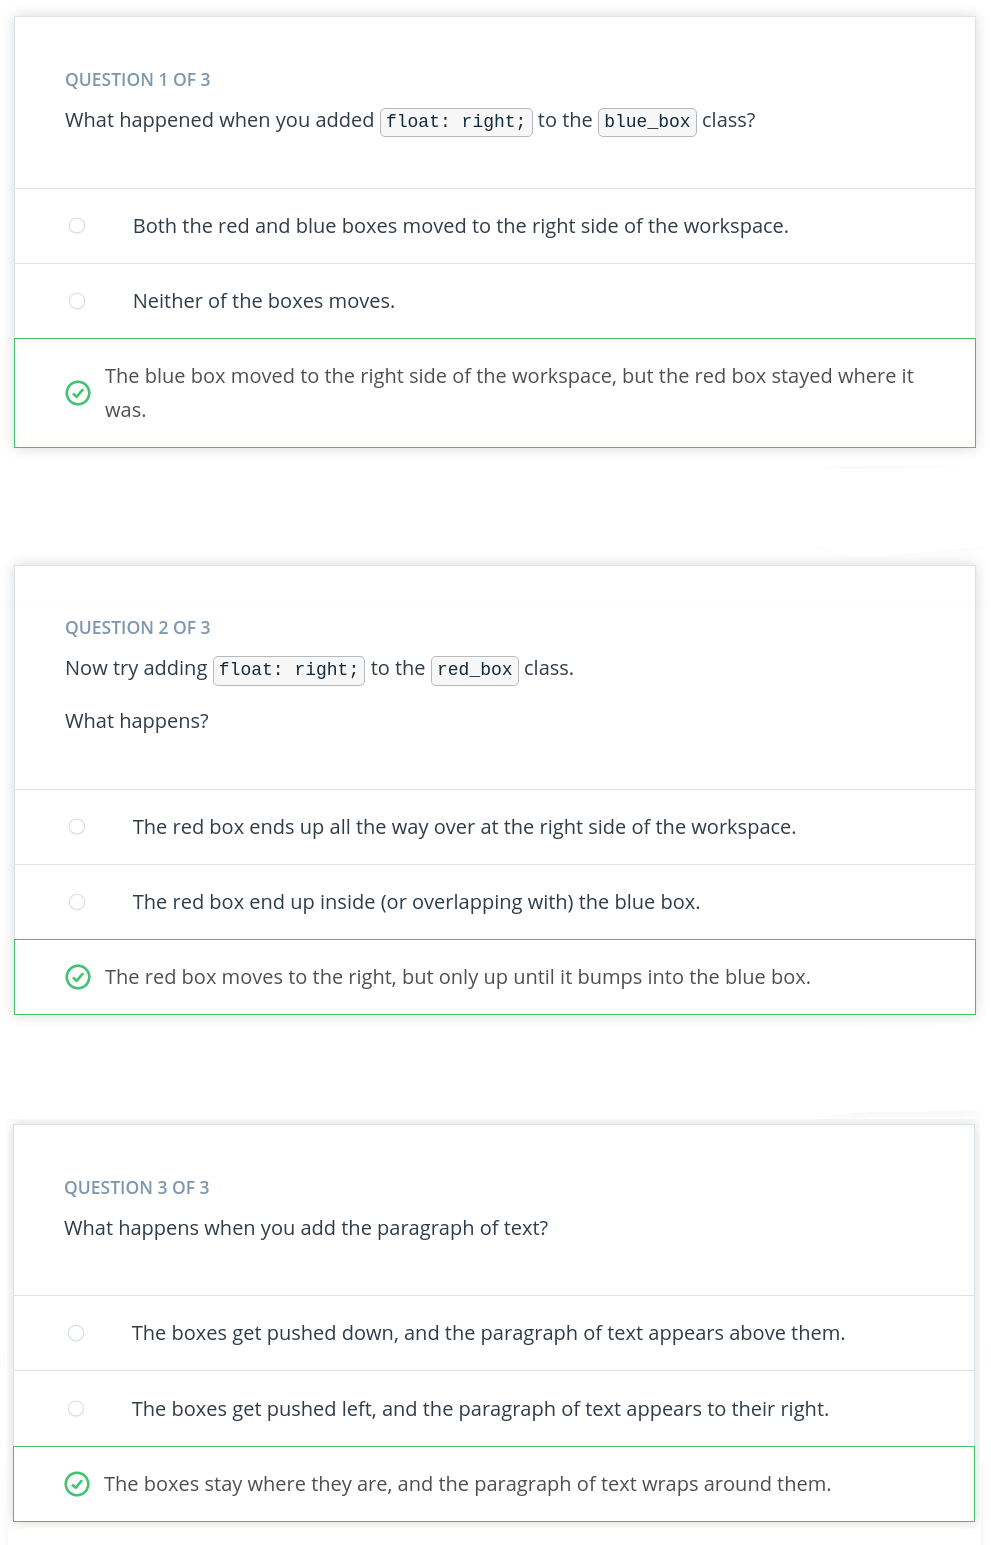 QUESTION 1 OF 3
What happened when you added float: right; to the blue_box class?
Both the red and blue boxes moved to the right side of the workspace.
Neither of the boxes moves.
The blue box moved to the right side of the workspace, but the red box stayed where it
was.
QUESTION 2 OF 3
Now try adding float: right; to the red_box class.
What happens?
The red box ends up all the way over at the right side of the workspace.
The red box end up inside (or overlapping with) the blue box.
The red box moves to the right, but only up until it bumps into the blue box.
QUESTION 3 OF 3
What happens when you add the paragraph of text?
The boxes get pushed down, and the paragraph of text appears above them.
The boxes get pushed left, and the paragraph of text appears to their right.
The boxes stay where they are, and the paragraph of text wraps around them.